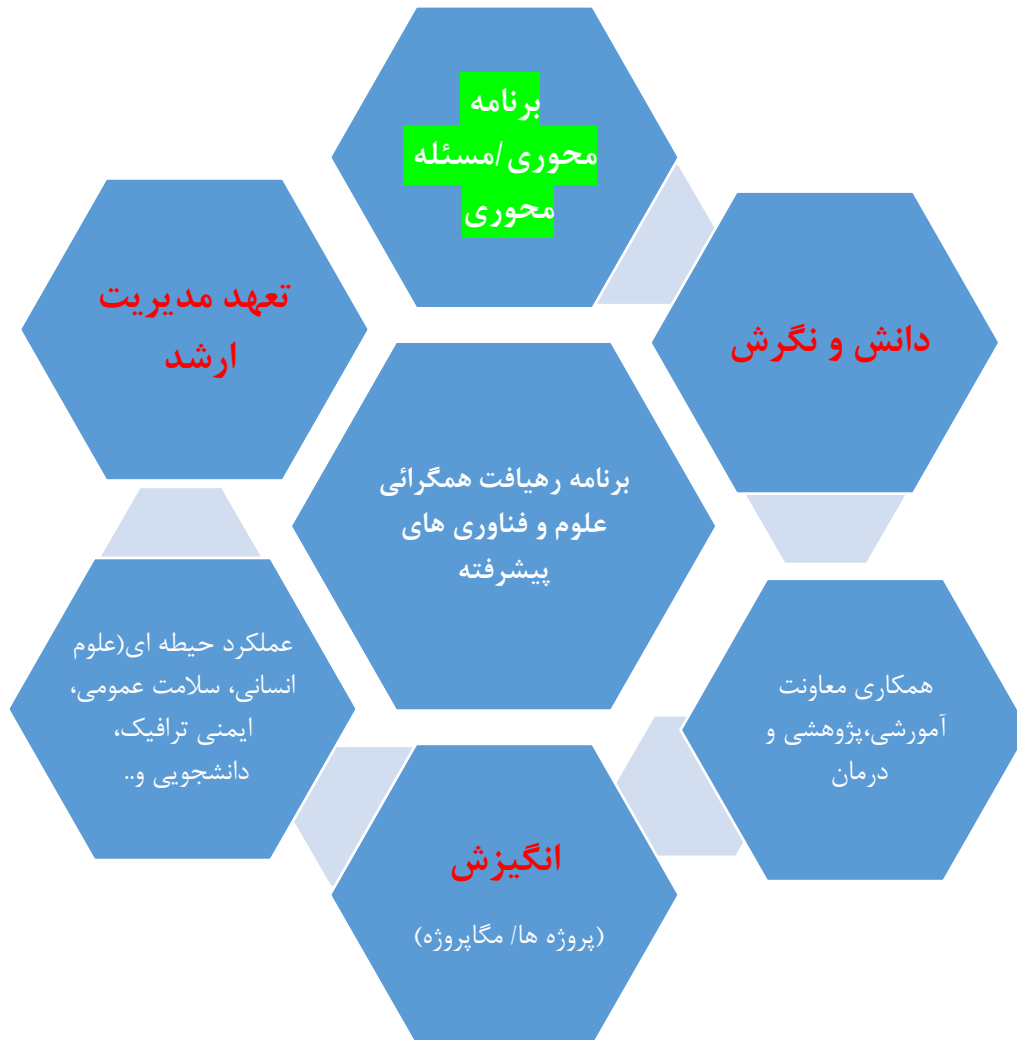 برنامه
محوری/مسئله
محوری
تعهد مدیریت
ارشد
دانش و نگرش
برنامه رهیافت همگرائی
علوم و فناوری های
پیشرفته
عملکرد حیطه ای(علوم
انسانی، سلامت عمومی،
ایمنی ترافیک،
دانشجویی و..
همکاری معاونت
آمورشی،پژوهشی و
درمان
انگیزش
(پروژه ها/ مگاپروژه)